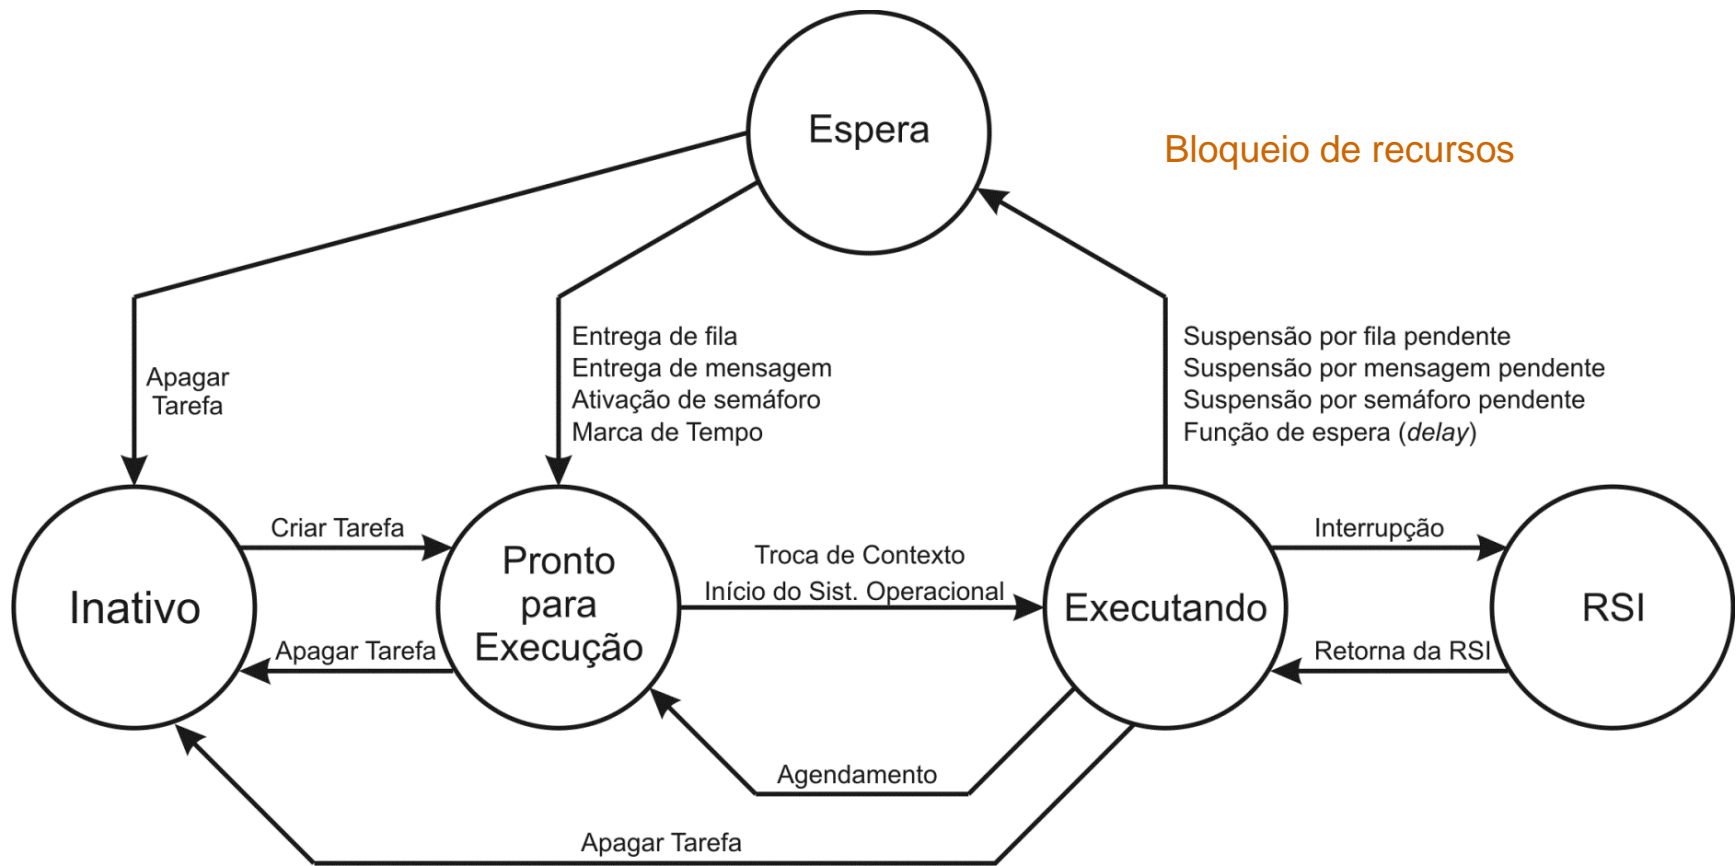 Espera
Bloqueio de recursos
Apagar
Tarefa
Entrega de fila
Entrega de mensagem
Ativação de semáforo
Marca de Tempo
Suspensão por fila pendente
Suspensão por mensagem pendente
Suspensão por semáforo pendente
Função de espera (delay)
Inativo
Criar Tarefa
Apagar Tarefa
Pronto
para
Execução
Troca de Contexto
Início do Sist. Operacional
Executando
Interrupção
Retorna da RSI
RSI
Agendamento
Apagar Tarefa